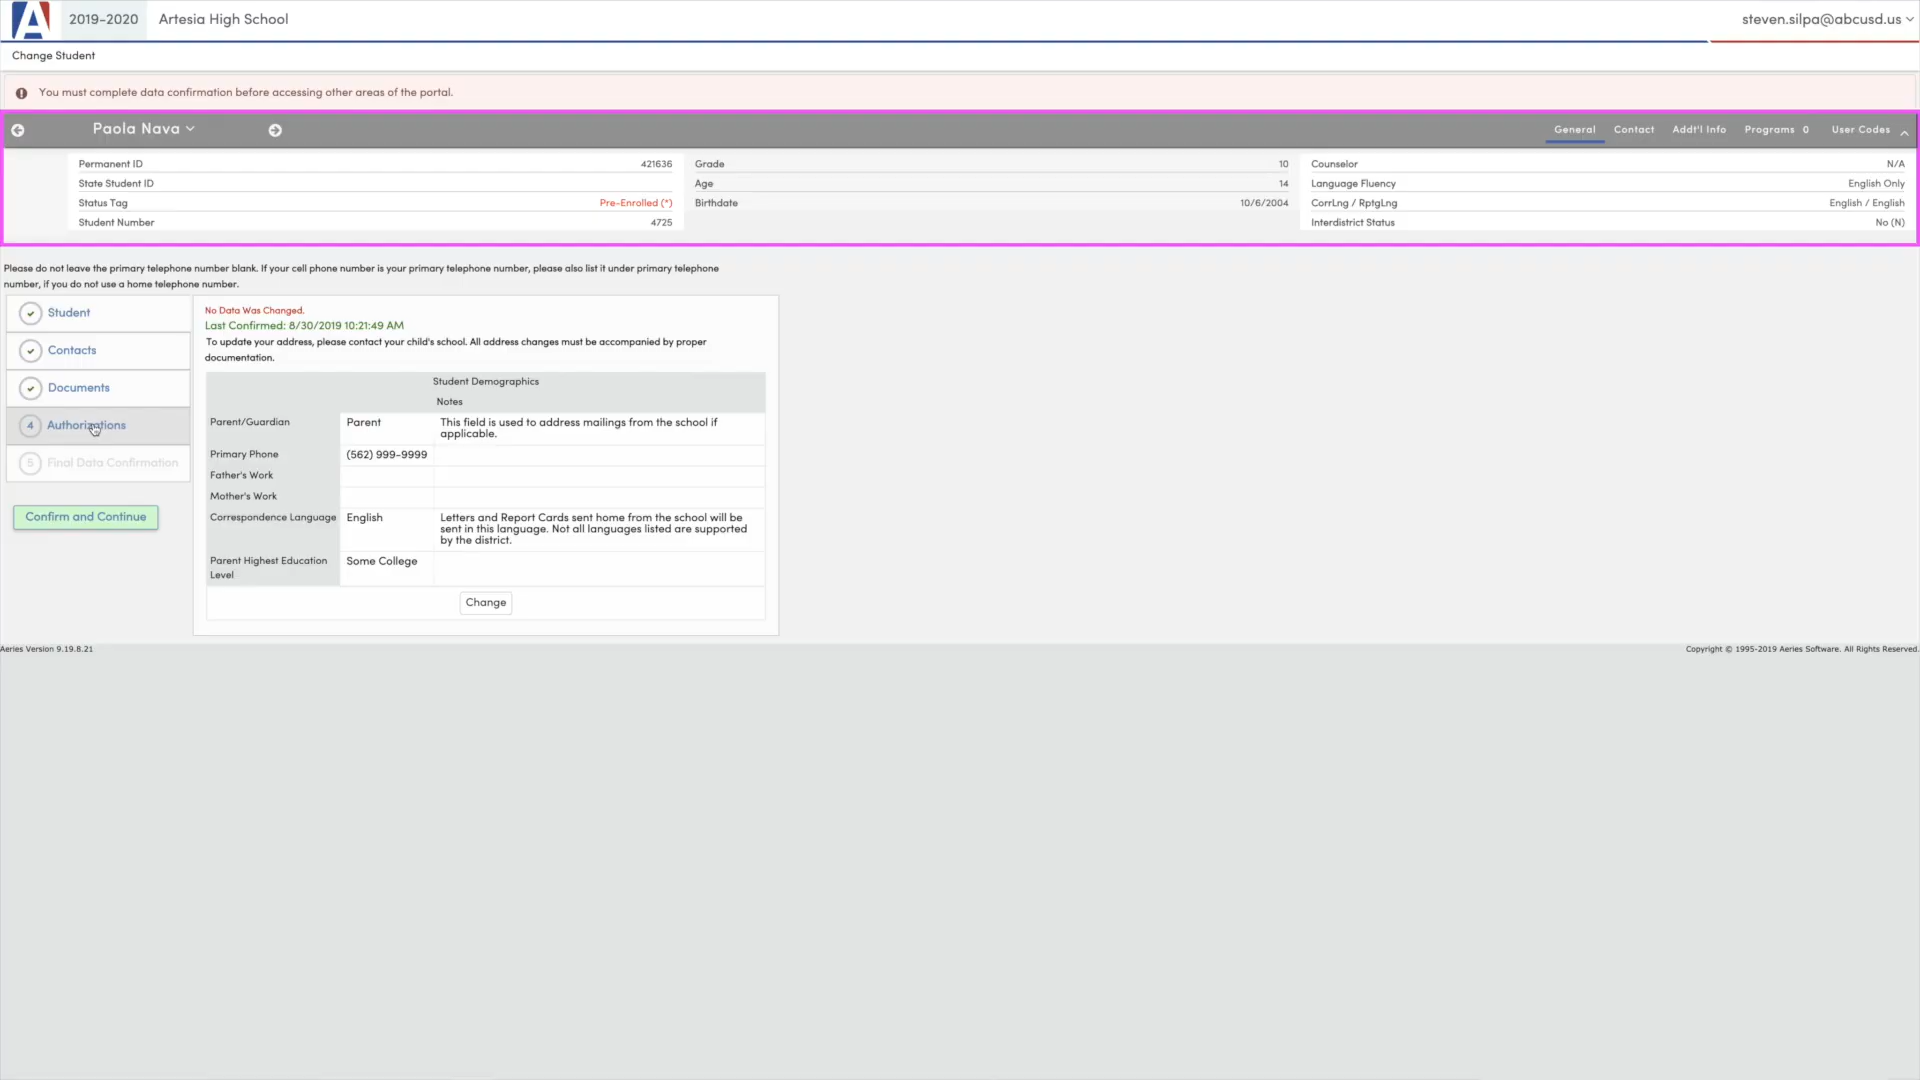 2019-2020 Artesia High School steven.silpa@abcusd.us
Change Student
You must complete data confirmation before accessing other areas of the portal.
Paola Nava General Contact Addt'l Info Programs 0 User Codes
Permanent ID 421636 Grade 10 Counselor N/A
State Student ID Age 14 Language Fluency English Only
Status Tag Pre-Enrolled (*) Birthdate 10/6/2004 CorrLng / RptgLng English / English
Student Number 4725 Interdistrict Status No (N)
Please do not leave the primary telephone number blank. If your cell phone number is your primary telephone number, please also list it under primary telephone
number, if you do not use a home telephone number.
Student
Contacts
Documents
4 Authorizations
5 Final Data Confirmation
Confirm and Continue
No Data Was Changed.
Last Confirmed: 8/30/2019 10:21:49 AM
To update your address, please contact your child's school. All address changes must be accompanied by proper
documentation.
Student Demographics
Notes
Parent/Guardian Parent This field is used to address mailings from the school if
applicable.
Primary Phone (562) 999-9999
Father's Work
Mother's Work
Correspondence Language English Letters and Report Cards sent home from the school will be
sent in this language. Not all languages listed are supported
by the district.
Parent Highest Education Some College
Level
Change
Aeries Version 9.19.8.21 Copyright © 1995-2019 Aeries Software. All Rights Reserved.